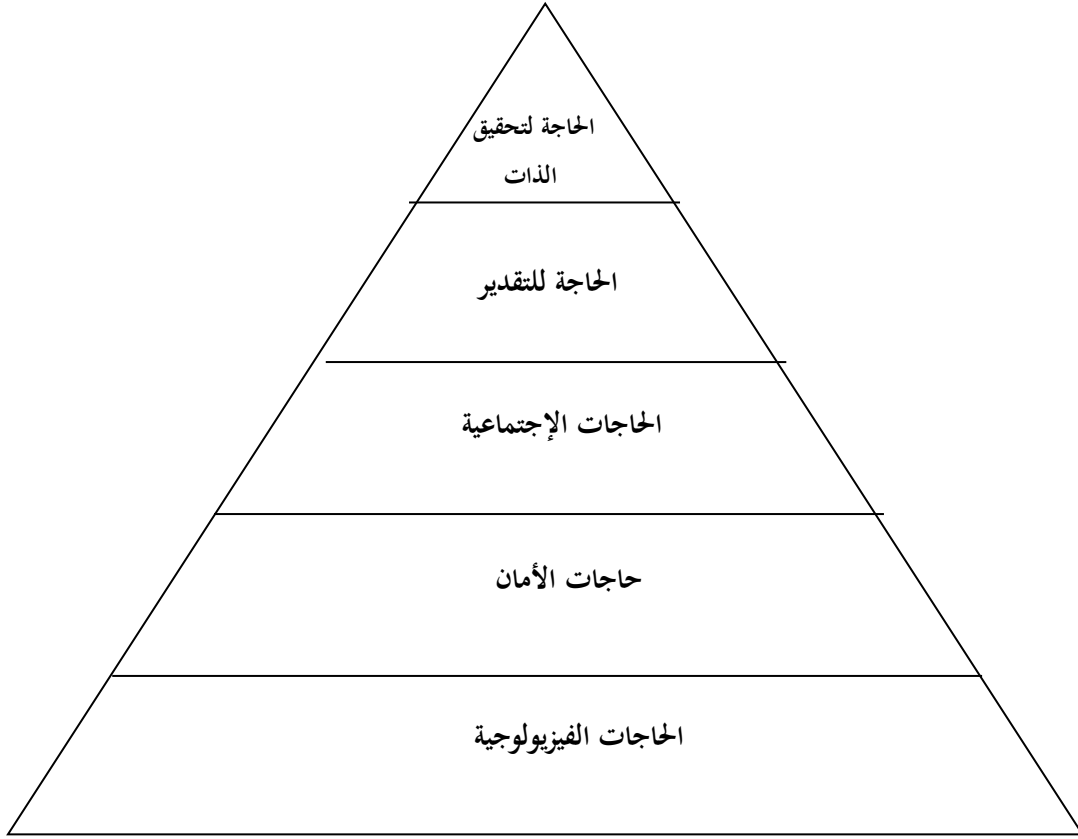 الحاجة لتحقيق
الذات
الحاجة للتقدير
الحاجات الإجتماعية
حاجات الأمان
الحاجات الفيزيولوجية